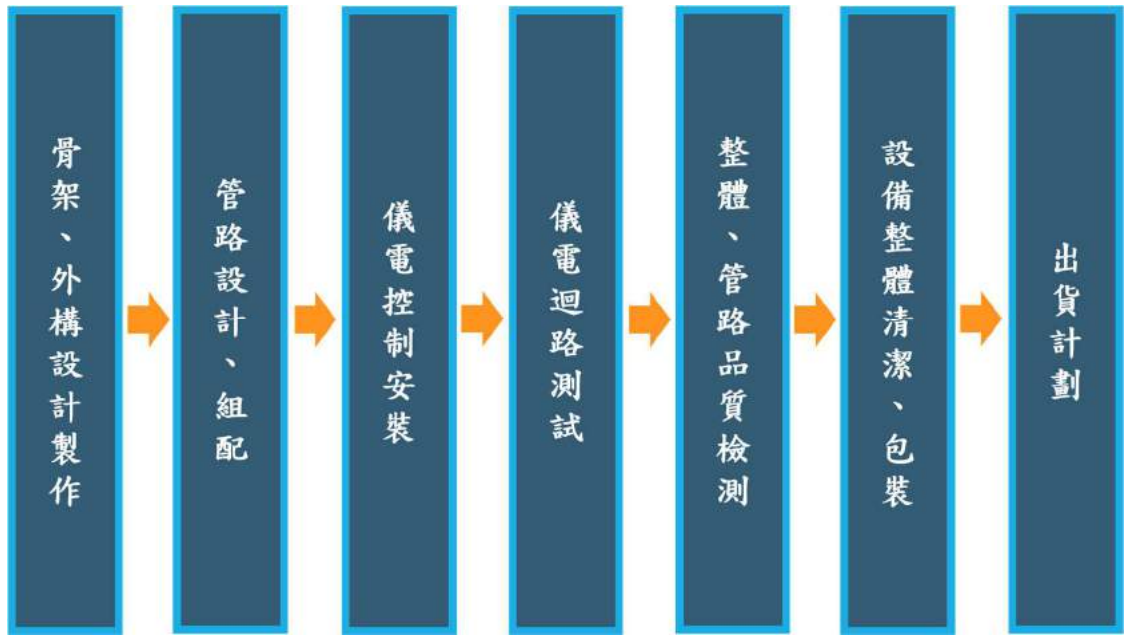 骨架、外構設計製作
管路設計、組配
儀電控制安裝
儀電迴路測試
整體、管路品質檢測
設備整體清潔、包裝
出貨計劃